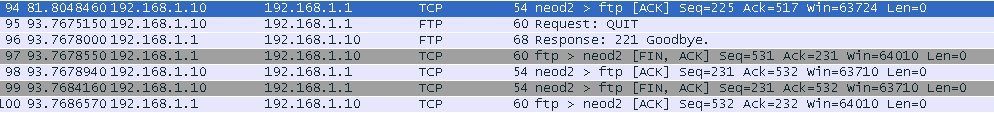 94 81.8048460 192.168.1.10 192.168.1.1 TCP 54 neod2 > ftp [ACK] Seq=225 Ack=517 Win=63724 Len=0
95 93.7675150 192.168.1.10 192.168.1.1 FTP 60 Request: QUIT
96 93.7678000 192.168.1.1 192.168.1.10 FTP 68 Response: 221 Goodbye.
97 93.7678550 192.168.1.1 192.168.1.10 TCP 60 ftp > neod2 [FIN, ACK] Seq=531 Ack=231 Win=64010 Len=0
98 93.7678940 192.168.1.10 192.168.1.1 TCP 54 neod2 > ftp [ACK] Seq=231 Ack=532 Win=63710 Len=0
99 93.7684160 192.168.1.10 192.168.1.1 TCP 54 neod2 > ftp [FIN, ACK] Seq=231 Ack=532 Win=63710 Len=0
100 93.7686570 192.168.1.1 192.168.1.10 TCP 60 ftp > neod2 [ACK] Seq=532 Ack=232 Win=64010 Len=0